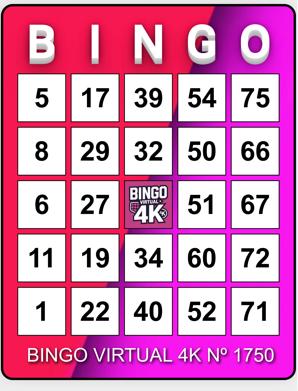 B I N G O
5 17 39 54 75
8 29 32 50 66
6 27 BINGO VIRTUAL 4K 51 67
11 19 34 60 72
1 22 40 52 71
BINGO VIRTUAL 4K Nº 1750